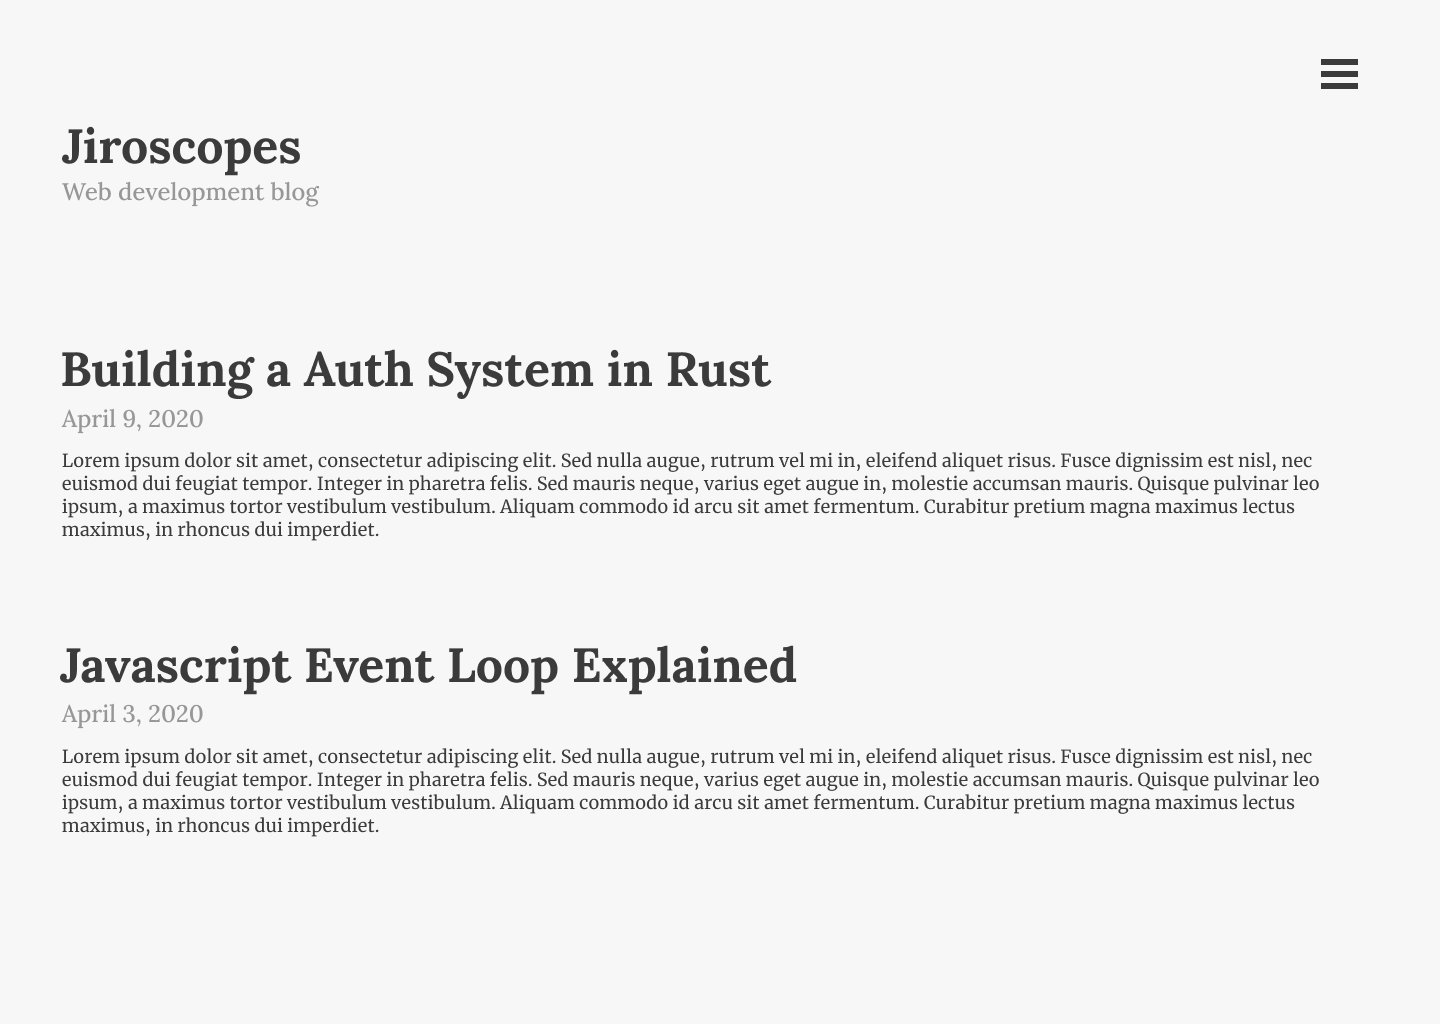 Jiroscopes
Web development blog
Building a Auth System in Rust
April 9, 2020
Lorem ipsum dolor sit amet, consectetur adipiscing elit. Sed nulla augue, rutrum vel mi in, eleifend aliquet risus. Fusce dignissim est nisl, nec
euismod dui feugiat tempor. Integer in pharetra felis. Sed mauris neque, varius eget augue in, molestie accumsan mauris. Quisque pulvinar leo
ipsum, a maximus tortor vestibulum vestibulum. Aliquam commodo id arcu sit amet fermentum. Curabitur pretium magna maximus lectus
maximus, in rhoncus dui imperdiet.
Javascript Event Loop Explained
April 3, 2020
Lorem ipsum dolor sit amet, consectetur adipiscing elit. Sed nulla augue, rutrum vel mi in, eleifend aliquet risus. Fusce dignissim est nisl, nec
euismod dui feugiat tempor. Integer in pharetra felis. Sed mauris neque, varius eget augue in, molestie accumsan mauris. Quisque pulvinar leo
ipsum, a maximus tortor vestibulum vestibulum. Aliquam commodo id arcu sit amet fermentum. Curabitur pretium magna maximus lectus
maximus, in rhoncus dui imperdiet.